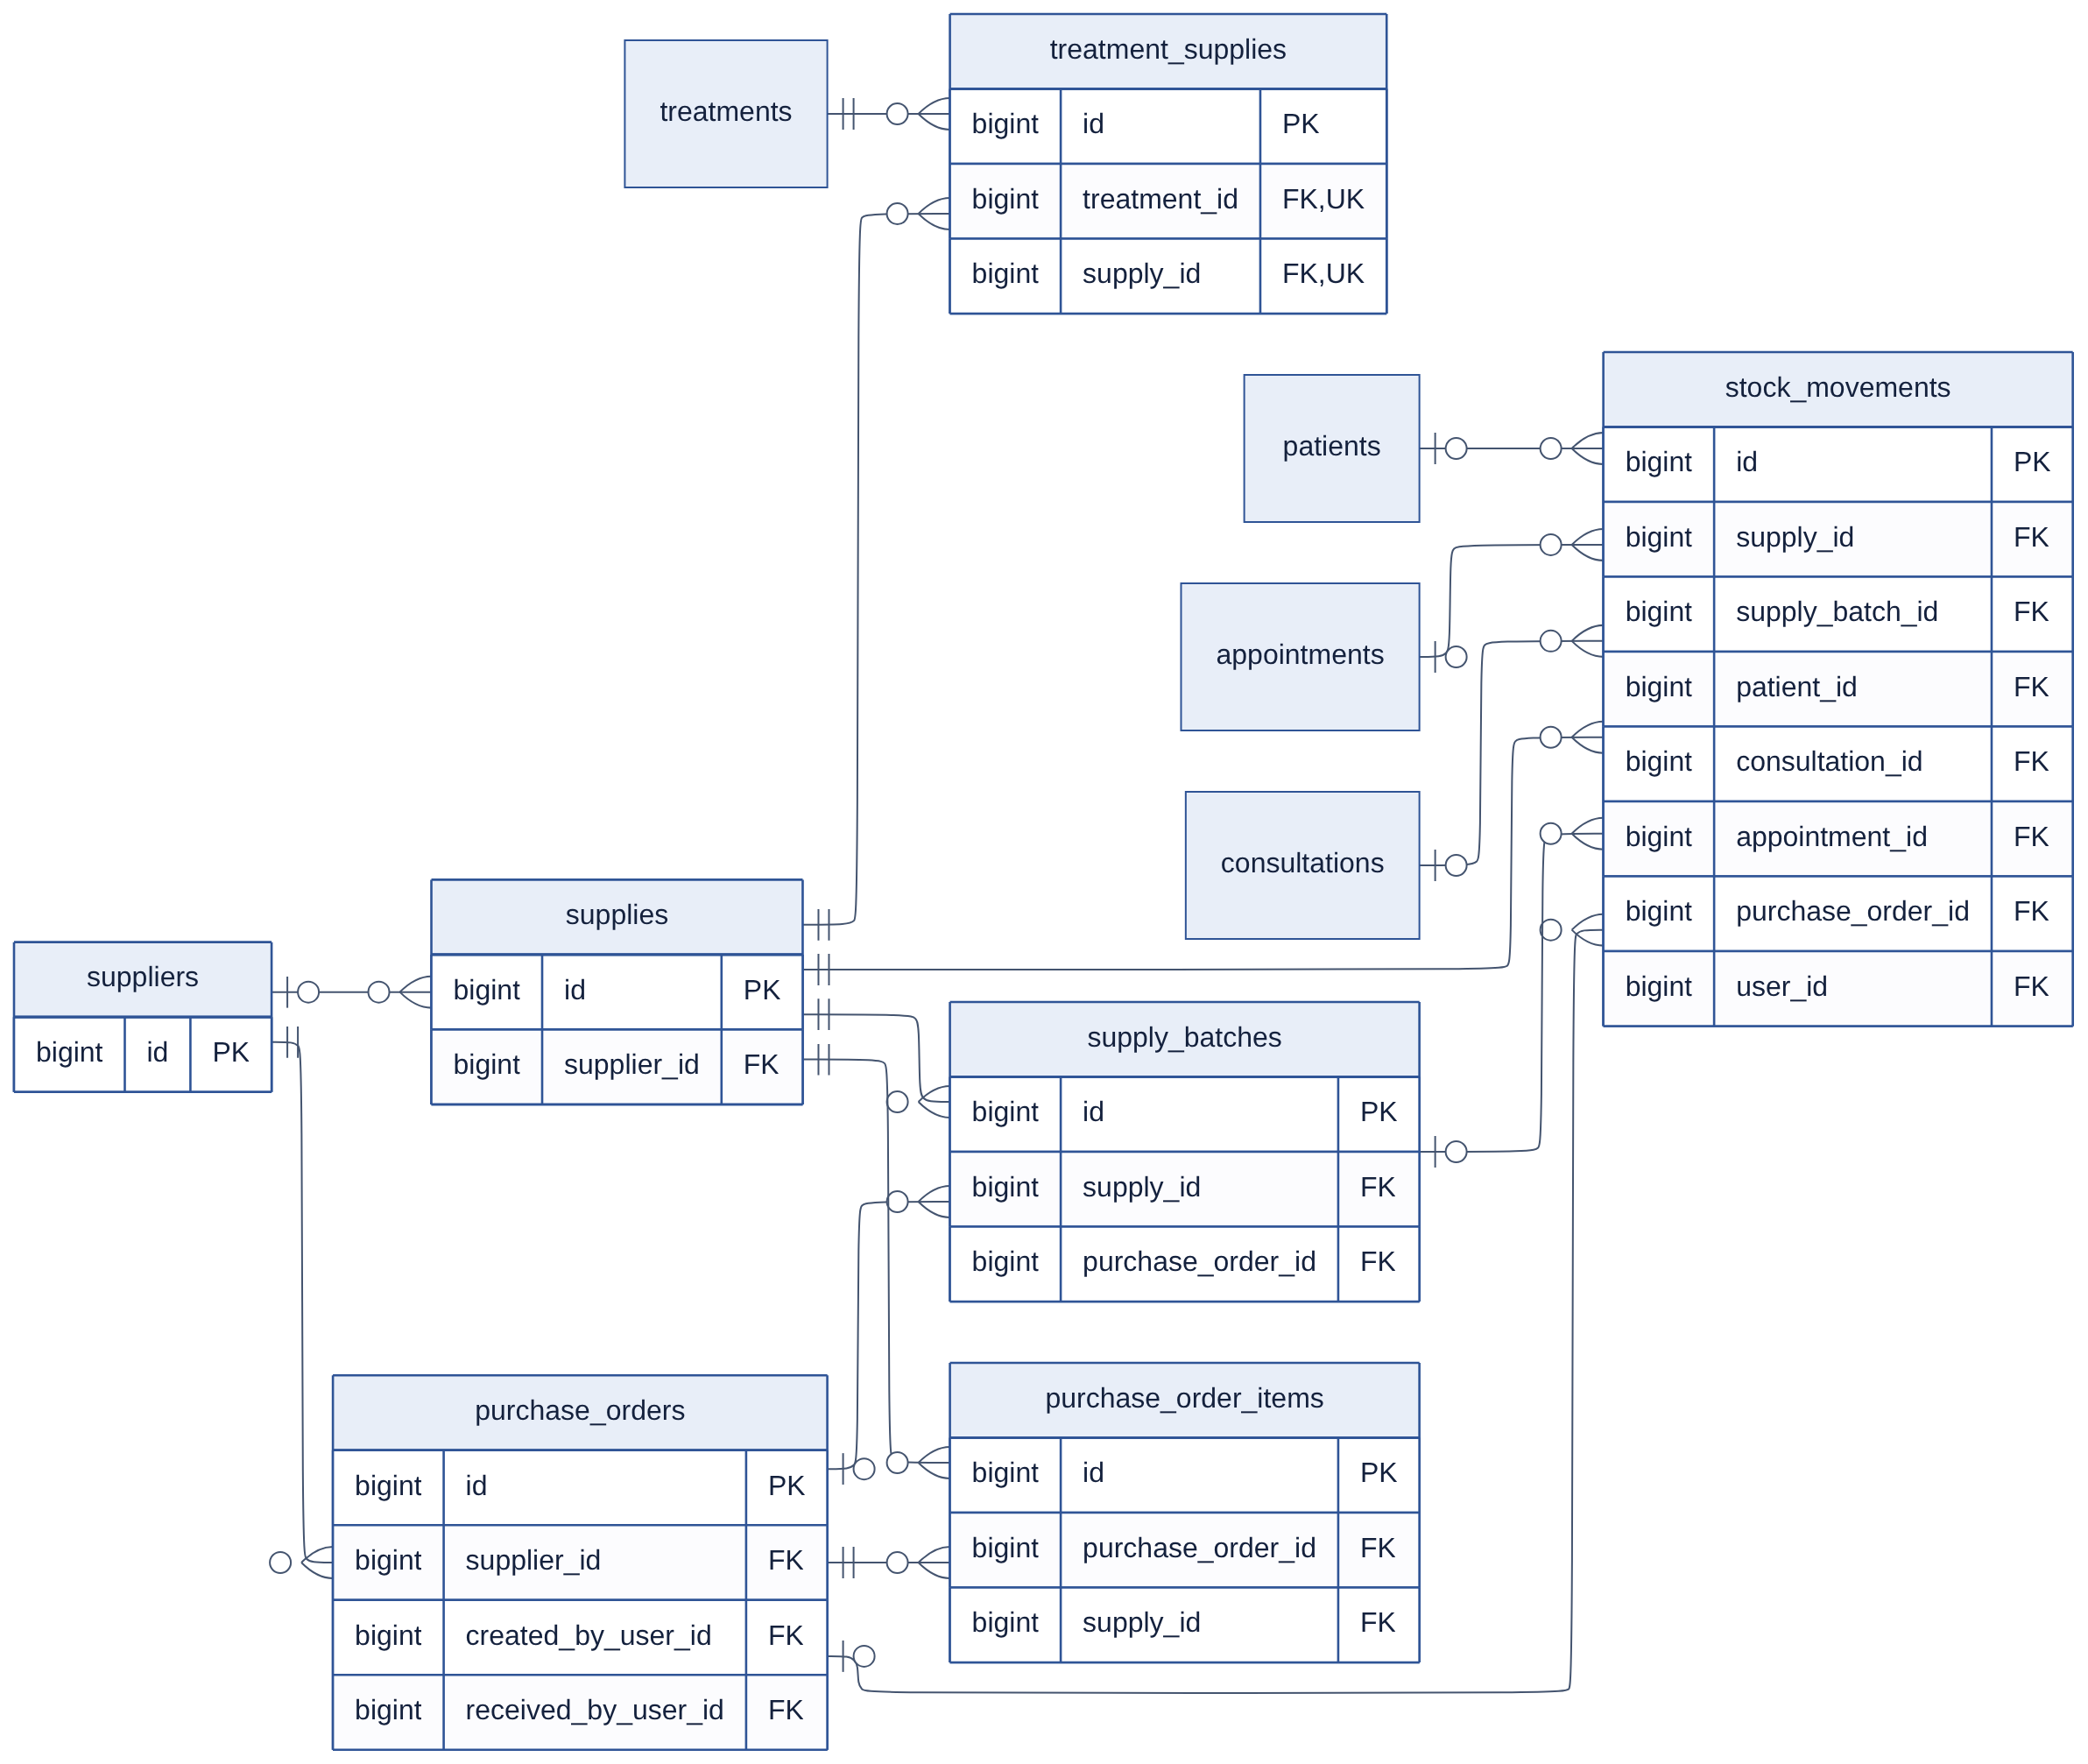 treatments
treatment_supplies
bigint id PK
bigint treatment_id FK,UK
bigint supply_id FK,UK
patients
appointments
consultations
stock_movements
bigint id PK
bigint supply_id FK
bigint supply_batch_id FK
bigint patient_id FK
bigint consultation_id FK
bigint appointment_id FK
bigint purchase_order_id FK
bigint user_id FK
suppliers
bigint id PK
supplies
bigint id PK
bigint supplier_id FK
supply_batches
bigint id PK
bigint supply_id FK
bigint purchase_order_id FK
purchase_orders
bigint id PK
bigint supplier_id FK
bigint created_by_user_id FK
bigint received_by_user_id FK
purchase_order_items
bigint id PK
bigint purchase_order_id FK
bigint supply_id FK